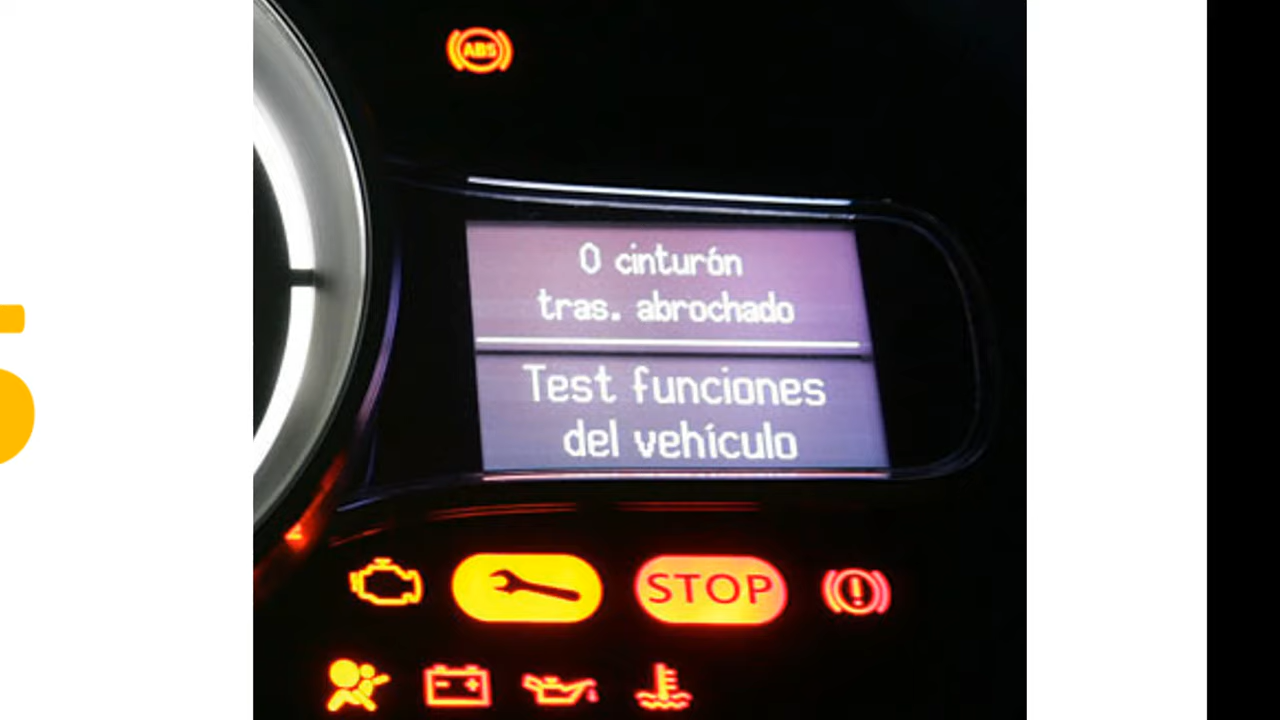 ABS
0 cinturón
tras. abrochado
Test funciones
del vehículo
STOP